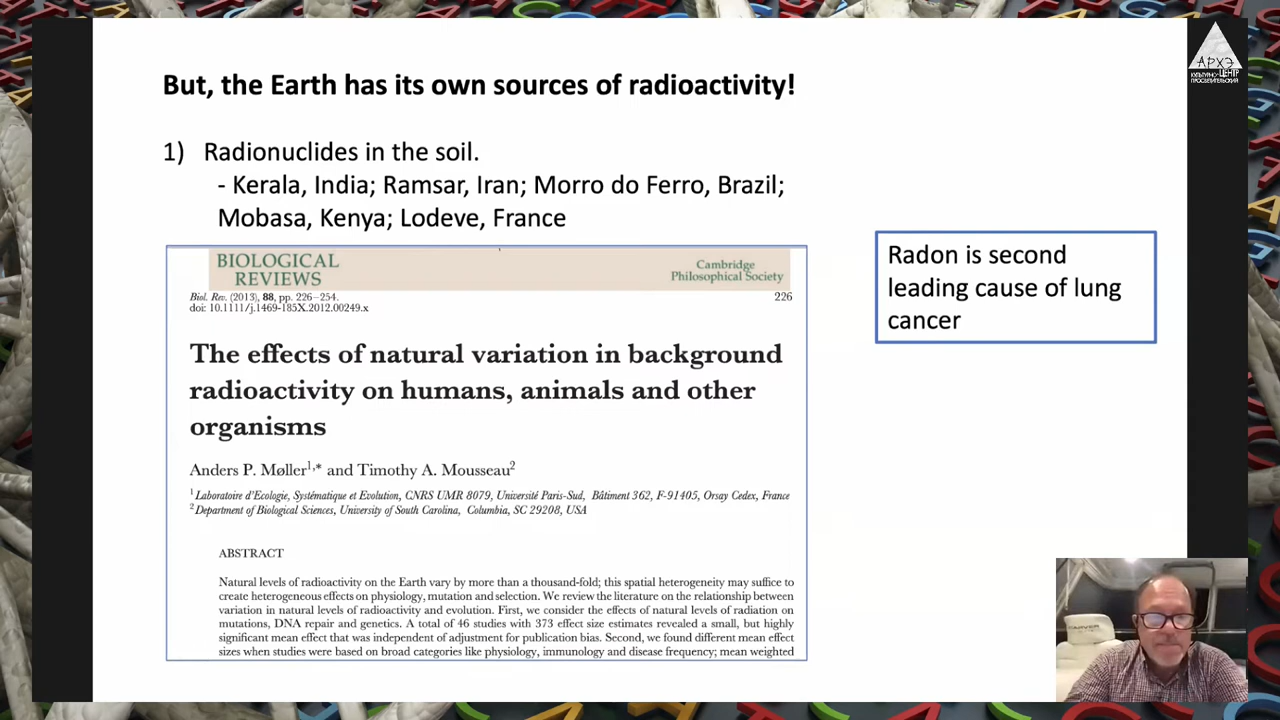 But, the Earth has its own sources of radioactivity!
1) Radionuclides in the soil.
- Kerala, India; Ramsar, Iran; Morro do Ferro, Brazil;
Mobasa, Kenya; Lodeve, France
BIOLOGICAL
REVIEWS
Cambridge
Philosophical Society
Biol. Rev. (2013), 88, pp. 226–254.
226
doi: 10.1111/j.1469-185X.2012.00249.x
The effects of natural variation in background
radioactivity on humans, animals and other
organisms
Anders P. Møller1,* and Timothy A. Mousseau2
1 Laboratoire d'Ecologie, Systématique et Evolution, CNRS UMR 8079, Université Paris-Sud, Bâtiment 362, F-91405, Orsay Cedex, France
2 Department of Biological Sciences, University of South Carolina, Columbia, SC 29208, USA
ABSTRACT
Natural levels of radioactivity on the Earth vary by more than a thousand-fold; this spatial heterogeneity may suffice to
create heterogeneous effects on physiology, mutation and selection. We review the literature on the relationship between
variation in natural levels of radioactivity and evolution. First, we consider the effects of natural levels of radiation on
mutations, DNA repair and genetics. A total of 46 studies with 373 effect size estimates revealed a small, but highly
significant mean effect that was independent of adjustment for publication bias. Second, we found different mean effect
sizes when studies were based on broad categories like physiology, immunology and disease frequency; mean weighted
Radon is second
leading cause of lung
cancer
АРХЭ
КУЛЬТУРНО-ЦЕНТР
ПРОСВЕТИТЕЛЬСКИЙ